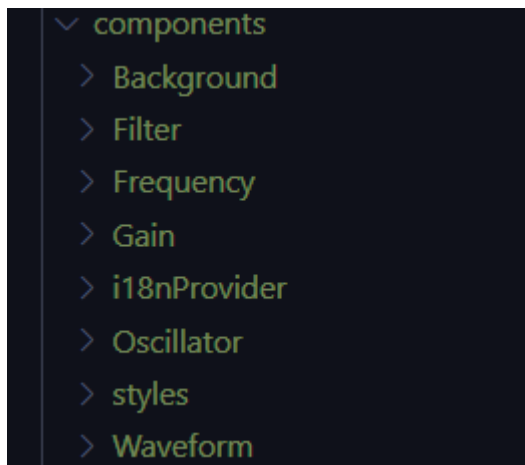 components
Background
Filter
Frequency
Gain
i18nProvider
Oscillator
styles
Waveform